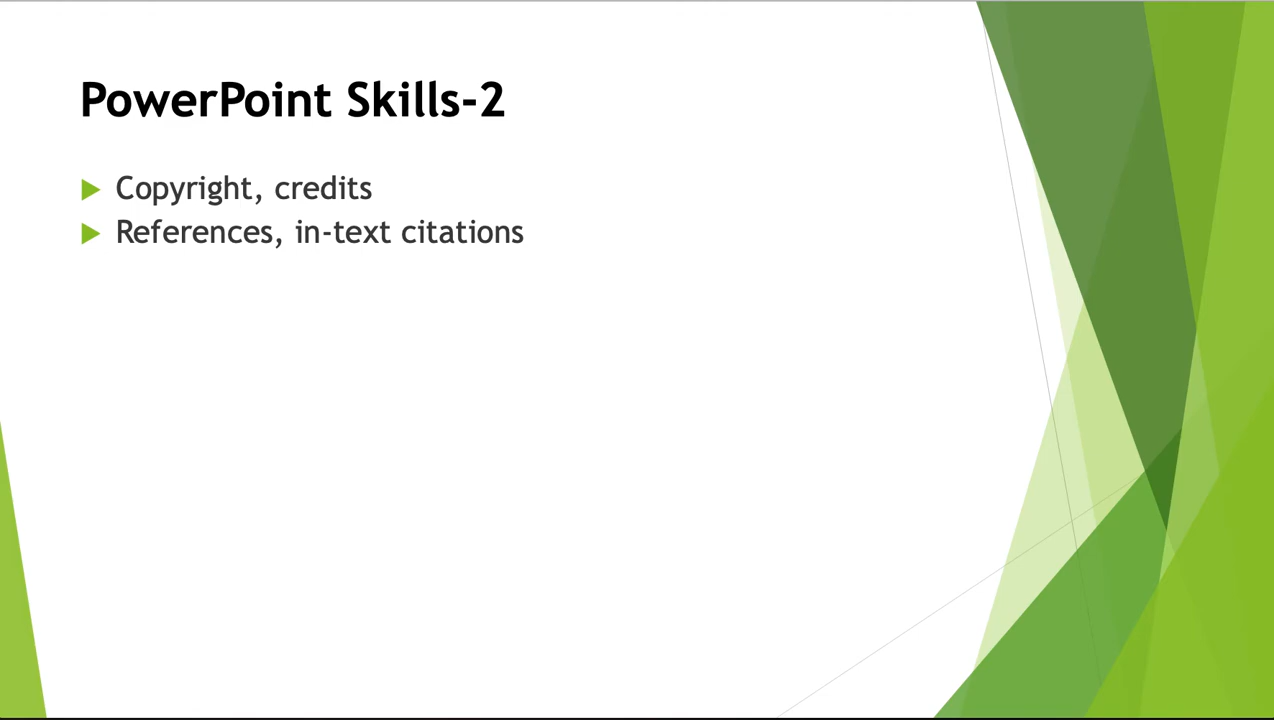 PowerPoint Skills-2
Copyright, credits
References, in-text citations